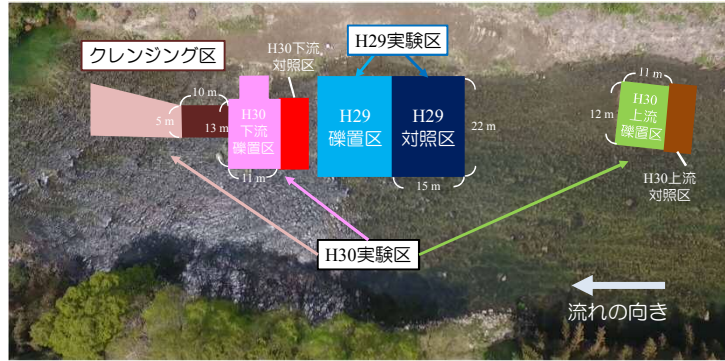 クレンジング区
H29実験区
H30下流
対照区
10 m
5 m
13 m
H30
下流
礫置区
11 m
H29
礫置区
H29
対照区
22 m
15 m
11 m
12 m
H30
上流
礫置区
H30上流
対照区
H30実験区
流れの向き